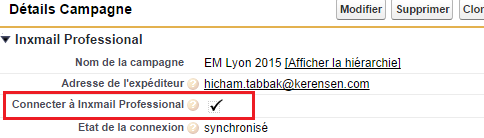 Détails Campagne Modifier Supprimer Clo
Inxmail Professional
Nom de la campagne EM Lyon 2015 [Afficher la hiérarchie]
Adresse de l'expéditeur ? hicham.tabbak@kerensen.com
Connecter à Inxmail Professional ? ✓
Etat de la connexion ? synchronisé